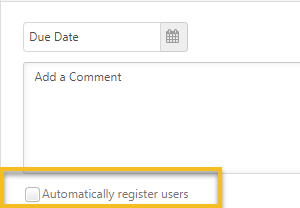 Due Date
Add a Comment
Automatically register users